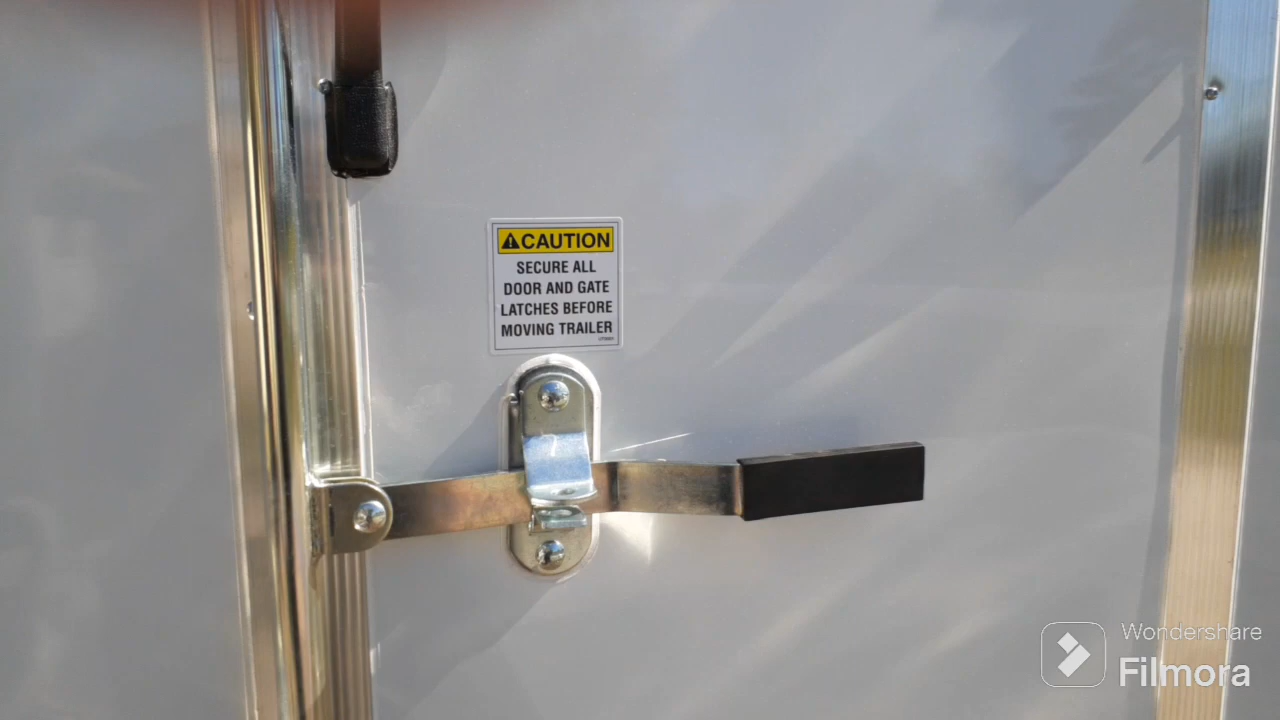 CAUTION
SECURE ALL
DOOR AND GATE
LATCHES BEFORE
MOVING TRAILER
Wondershare
Filmora